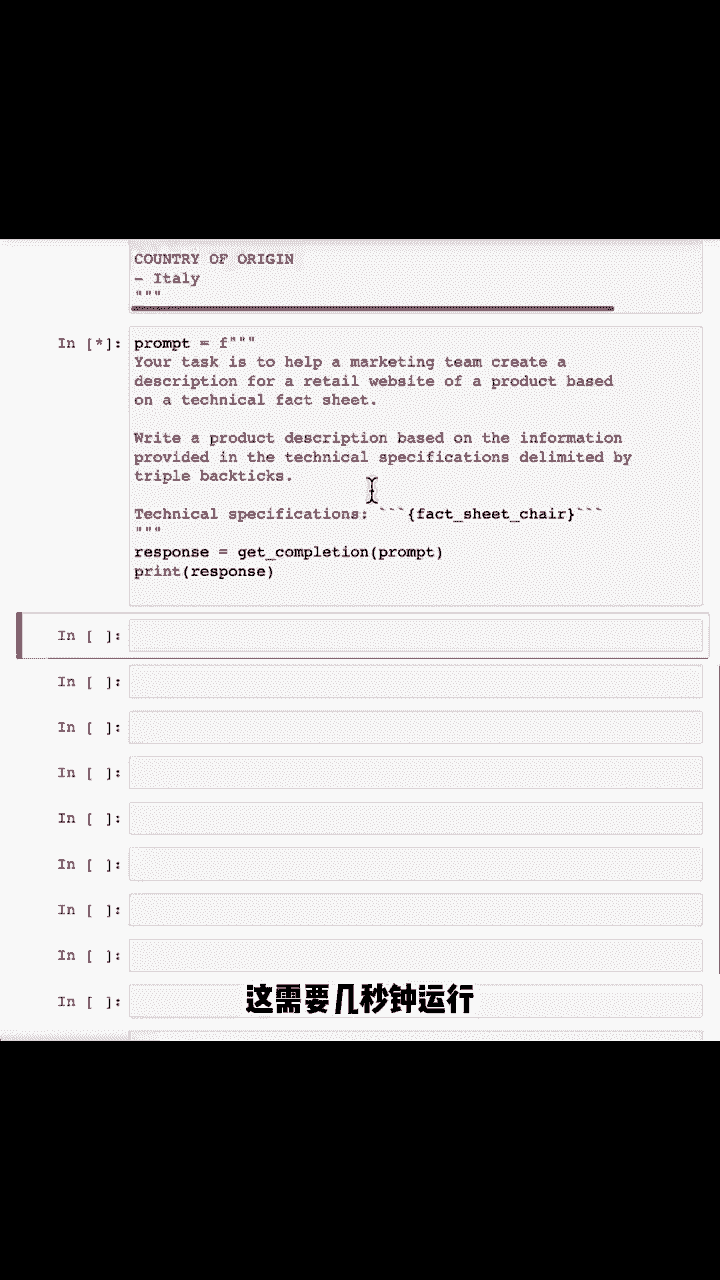 COUNTRY OF ORIGIN
- Italy
"""
In [*]: prompt = f"""
Your task is to help a marketing team create a
description for a retail website of a product based
on a technical fact sheet.
Write a product description based on the information
provided in the technical specifications delimited by
triple backticks.
Technical specifications: ```{fact_sheet_chair}```
"""
response = get_completion(prompt)
print(response)
In [ ]:
In [ ]:
In [ ]:
In [ ]:
In [ ]:
In [ ]:
In [ ]:
In [ ]:
In [ ]:
这需要几秒钟运行